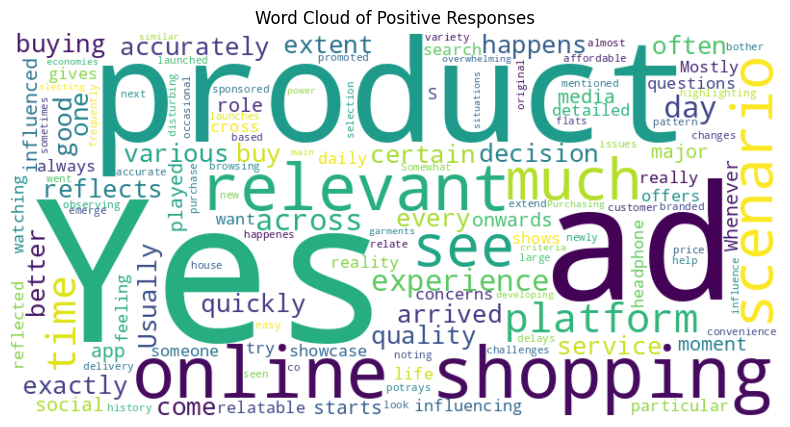 Word Cloud of Positive Responses
similar
variety
almost
buying
accurately
extent
happens
often
bother
economies
launched
search
overwhelming
affordable
Mostly
gives
next
sponsored
power
promoted
original
mentioned
questions
highlighting
slecting
product
influenced
sometimes
good
one
frequently
disturbing
occasional
launches
role
cross
based
selection
S
situations
media
detailed
flats
day
pattern
changes
scenario
always
various
buy
daily
certain
decision
major
issues
went
accurate
browsing
main
Somewhat
really
watching
reflects
played
purchase
relevant
much
offers
Whenever
observing
emerge
new
extend
Purchasing
customer
branded
Yes
want
across
every
onwards
ad
better
happenes
garments
shows
newly
price
help
time
feeling
Usually
house
reality
relate
see
criteria
large
headphone
influence
reflected
experience
concerns
developing
quickly
arrived
platform
convenience
app
easy
quality
delays
service
moment
delivery
someone
try
showcase
noting
challenges
exactly
seen
co
life
online shopping
potrays
social
history
come
relatable
starts
look
influencing
particular